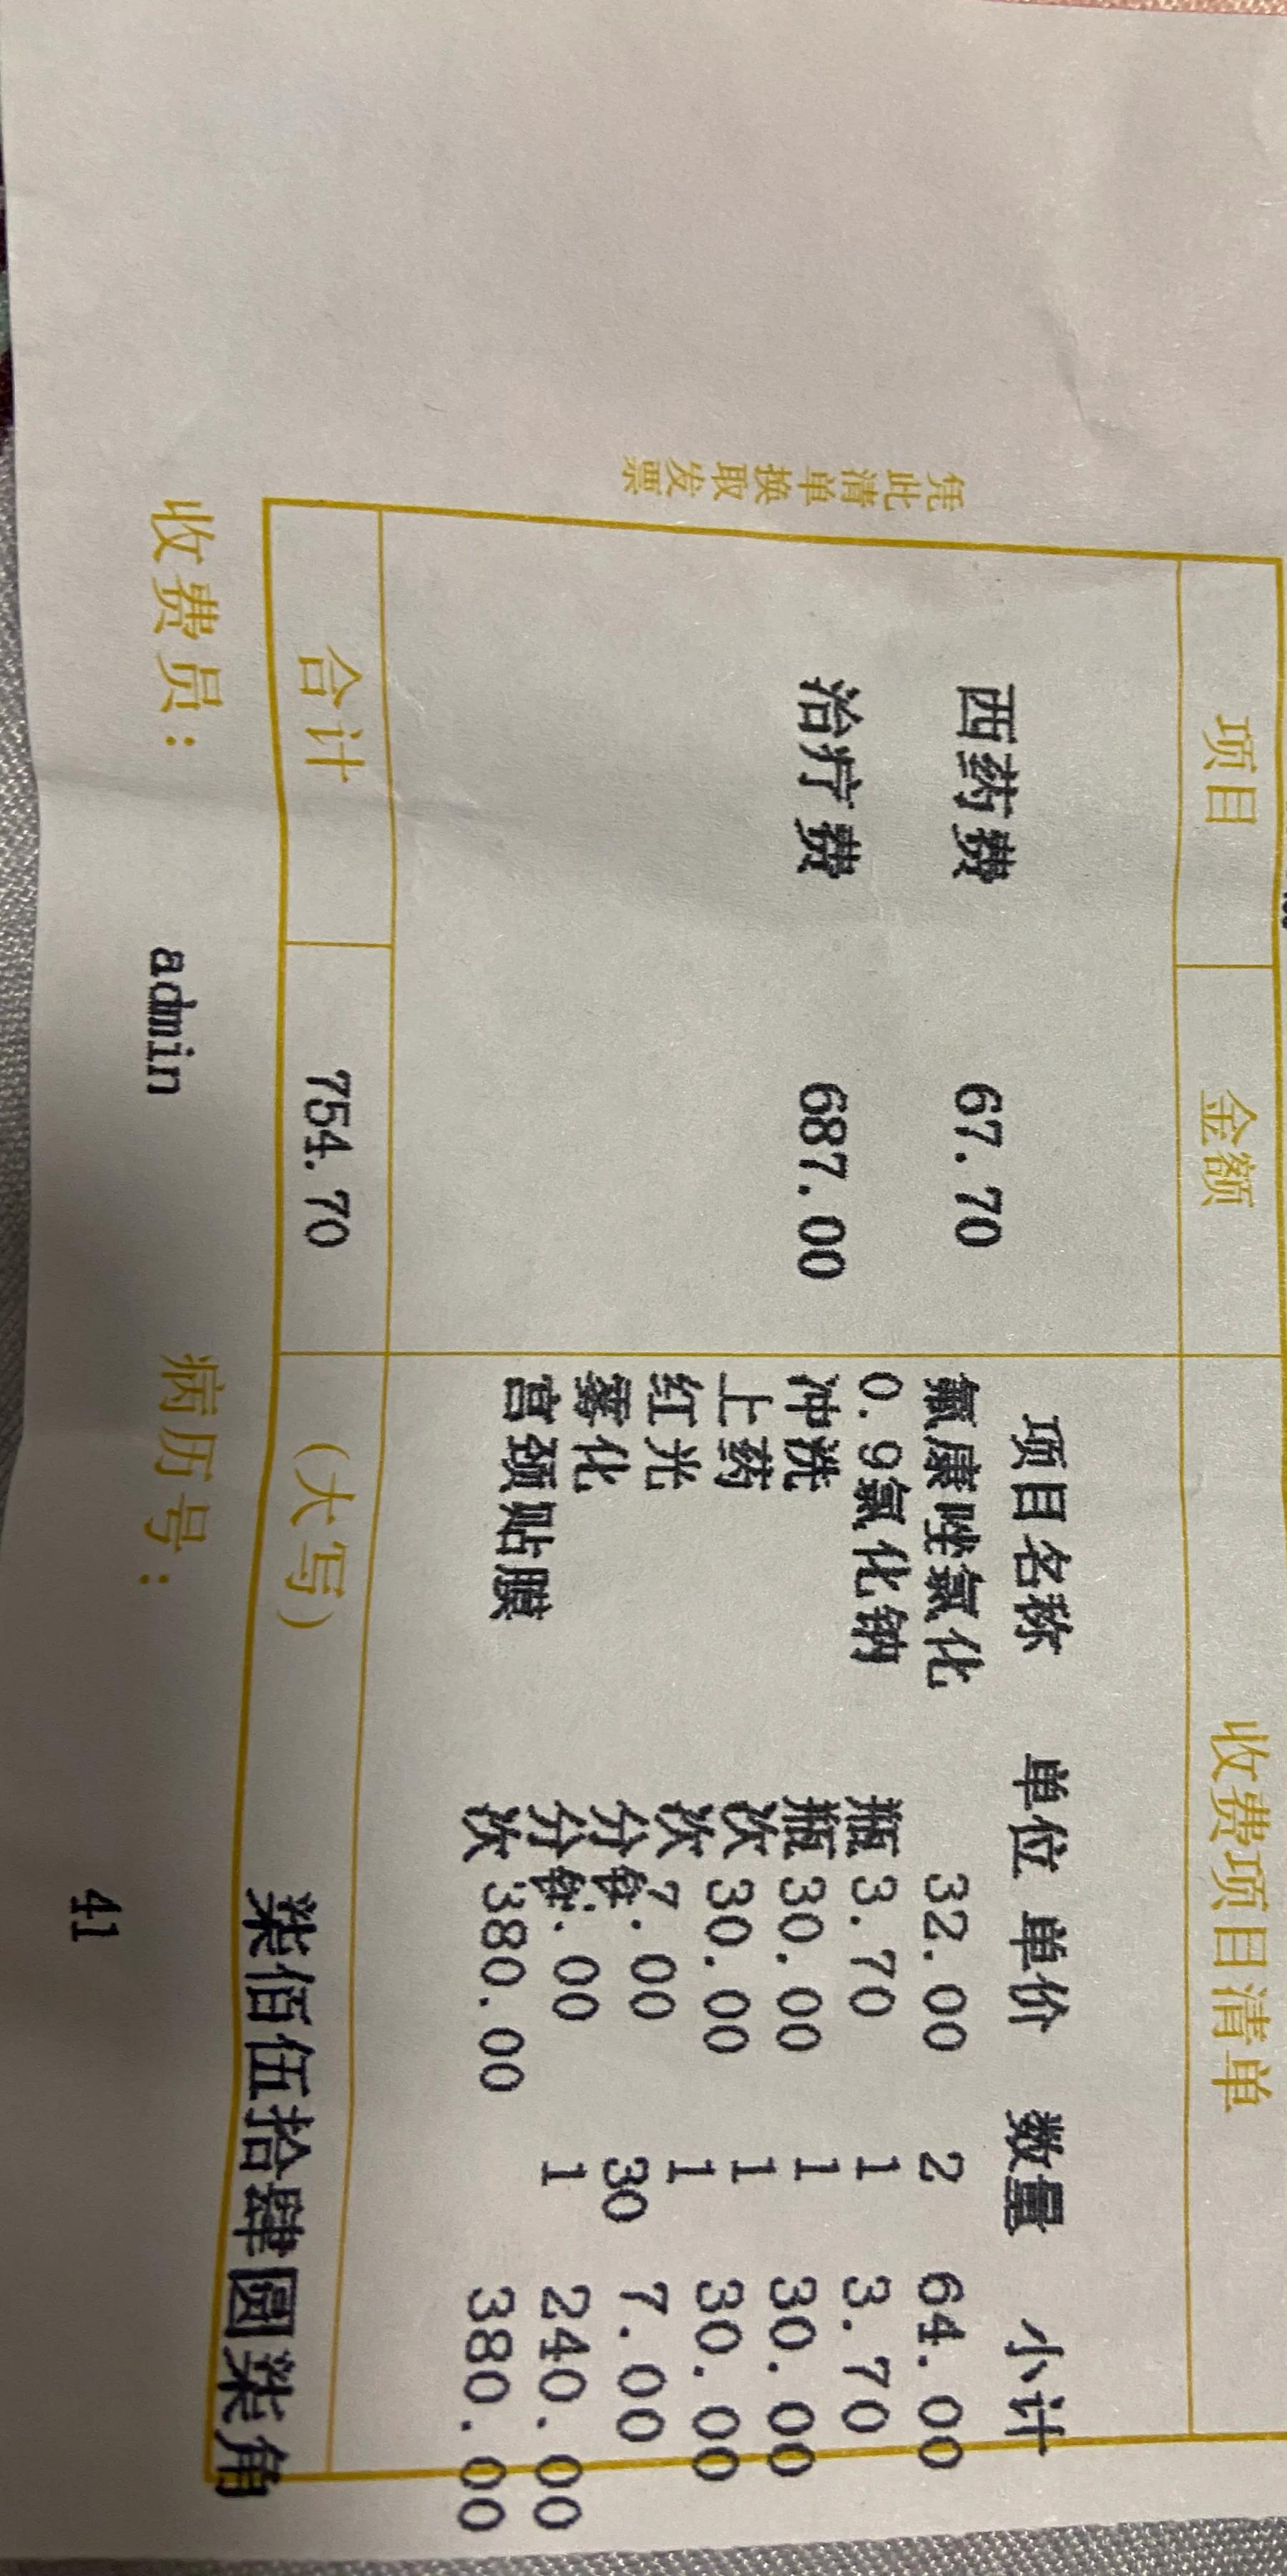 项目 金额 收费项目清单
项目名称 单位 单价 数量 小计
西药费 67.70 氟康唑氯化 瓶 32.00 2 64.00
0.9氯化钠 瓶 3.70 1 3.70
治疗费 687.00 冲洗 次 30.00 1 30.00
上药 次 30.00 1 30.00
红光 分钟 7.00 1 7.00
雾化 分钟 .00 30 240.00
宫颈贴膜 次 380.00 1 380.00
合计 754.70 (大写) 柒佰伍拾肆圆柒角
收费员: admin 病历号: 41
凭此清单换取发票